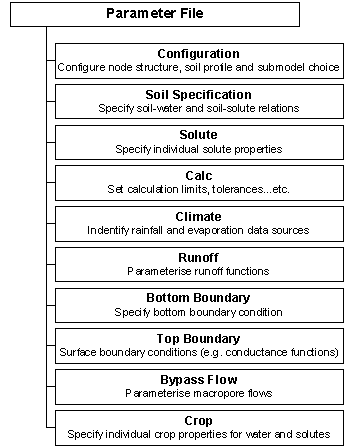 Parameter File
Configuration
Configure node structure, soil profile and submodel choice
Soil Specification
Specify soil-water and soil-solute relations
Solute
Specify individual solute properties
Calc
Set calculation limits, tolerances...etc.
Climate
Indentify rainfall and evaporation data sources
Runoff
Parameterise runoff functions
Bottom Boundary
Specify bottom boundary condition
Top Boundary
Surface boundary conditions (e.g. conductance functions)
Bypass Flow
Parameterise macropore flows
Crop
Specify individual crop properties for water and solutes